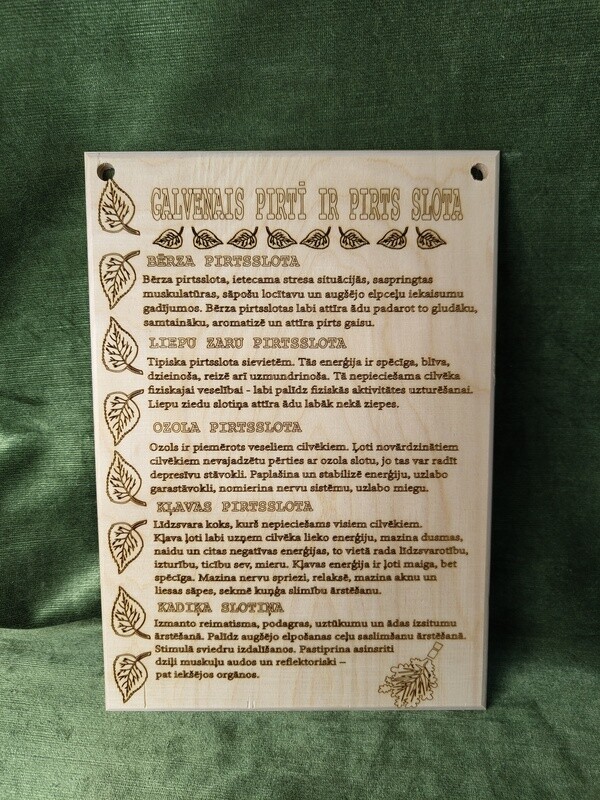 GALVENAIS PIRTĪ IR PIRTS SLOTA
BĒRZA PIRTSSLOTA
Bērza pirtsslota, ietecama stresa situācijās, saspringtas
muskulatūras, sāpošu locītavu un augšējo elpceļu iekaisumu
gadījumos. Bērza pirtsslotas labi attīra ādu padarot to gludāku,
samtaināku, aromatizē un attīra pirts gaisu.
LIEPU ZARU PIRTSSLOTA
Tipiska pirtsslota sievietēm. Tās enerģija ir spēcīga, blīva,
dzieinoša, reizē arī uzmundrinoša. Tā nepieciešama cilvēka
fiziskajai veselībai - labi palīdz fiziskās aktivitātes uzturēšanai.
Liepu ziedu slotiņa attīra ādu labāk nekā ziepes.
OZOLA PIRTSSLOTA
Ozols ir piemērots veseliem cilvēkiem. Ļoti novārdzinātiem
cilvēkiem nevajadzētu pērties ar ozola slotu, jo tas var radīt
depresīvu stāvokli. Paplašina un stabilizē enerģiju, uzlabo
garastāvokli, nomierina nervu sistēmu, uzlabo miegu.
KĻAVAS PIRTSSLOTA
Līdzsvara koks, kurš nepieciešams visiem cilvēkiem.
Kļava ļoti labi uzņem cilvēka lieko enerģiju, mazina dusmas,
naidu un citas negatīvas enerģijas, to vietā rada līdzsvarotību,
izturību, ticību sev, mieru. Kļavas enerģija ir ļoti maiga, bet
spēcīga. Mazina nervu spriezi, relaksē, mazina aknu un
liesas sāpes, sekmē kuņģa slimību ārstēšanu.
KADIĶA SLOTIŅA
Izmanto reimatisma, podagras, uztūkumu un ādas izsitumu
ārstēšanā. Palīdz augšējo elpošanas ceļu saslimšanu ārstēšanā.
Stimulā sviedru izdalīšanos. Pastiprina asinsriti
dziļi muskuļu audos un reflektoriski –
pat iekšējos orgānos.